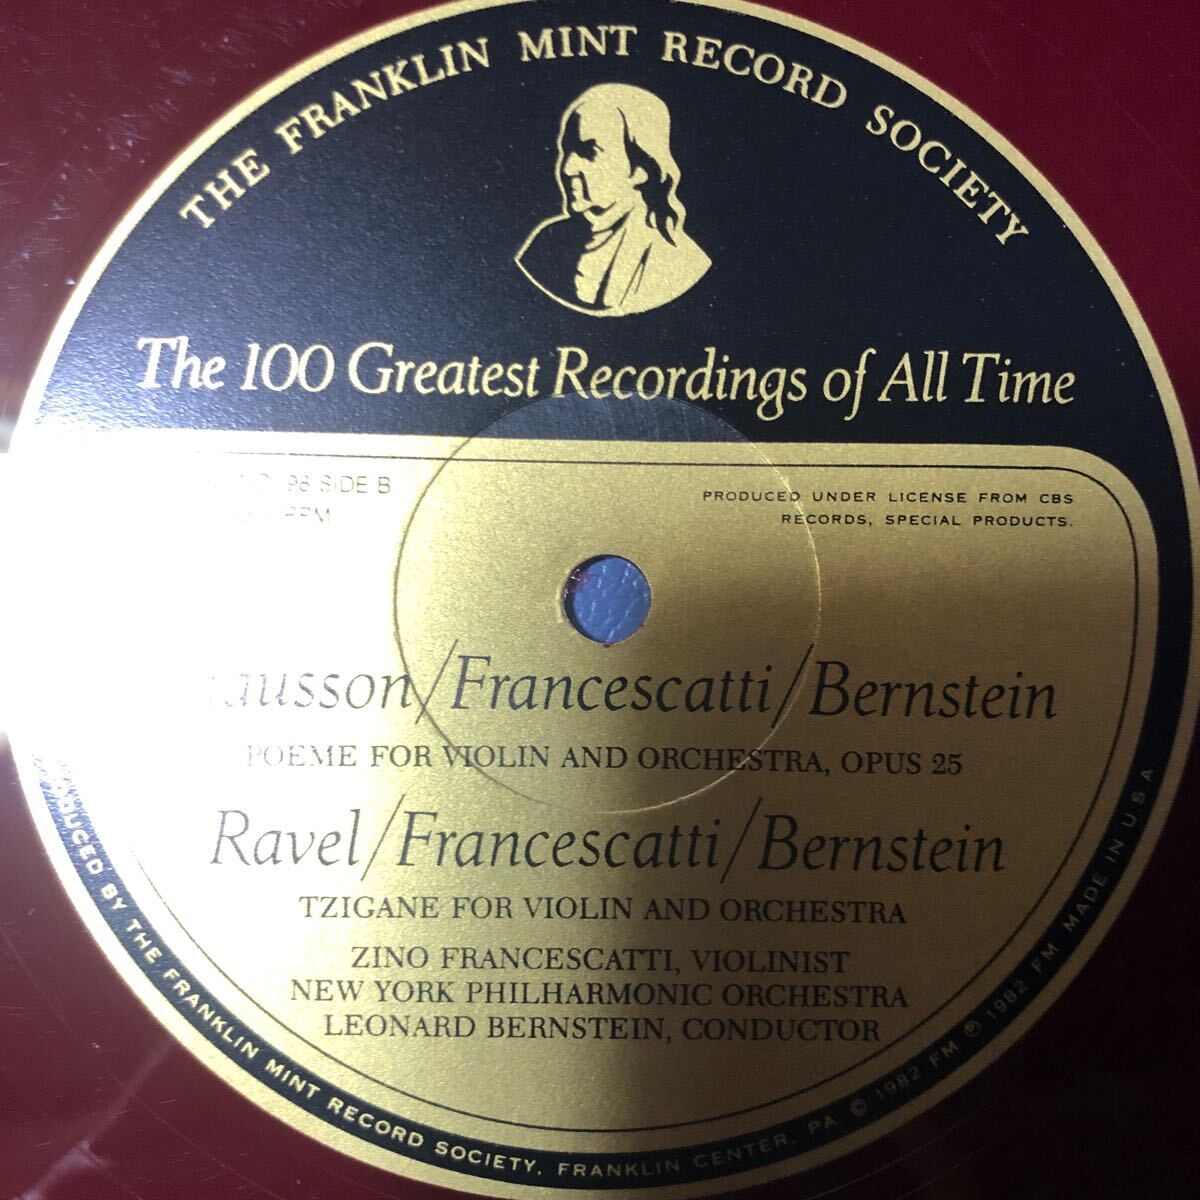 THE FRANKLIN MINT RECORD SOCIETY
The 100 Greatest Recordings of All Time
98 SIDE B
RPM
PRODUCED UNDER LICENSE FROM CBS
RECORDS, SPECIAL PRODUCTS.
ausson/Francescatti/Bernstein
POEME FOR VIOLIN AND ORCHESTRA, OPUS 25
Ravel/Francescatti/Bernstein
TZIGANE FOR VIOLIN AND ORCHESTRA
ZINO FRANCESCATTI, VIOLINIST
NEW YORK PHILHARMONIC ORCHESTRA
LEONARD BERNSTEIN, CONDUCTOR
PRODUCED BY THE FRANKLIN MINT RECORD SOCIETY, FRANKLIN CENTER, PA. © 1982 FM ℗ 1982 FM MADE IN U.S.A